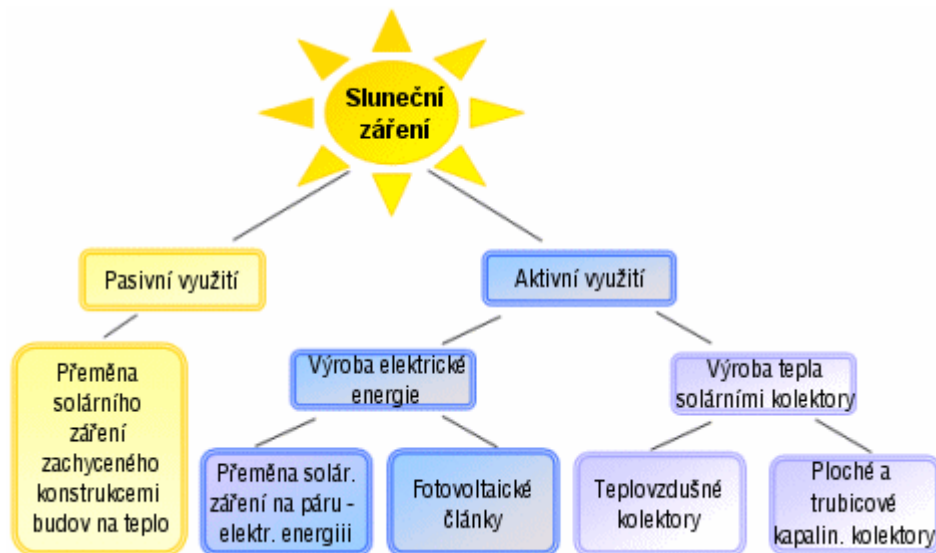 Sluneční
záření
Pasivní využití
Aktivní využití
Přeměna
solárního
záření
zachyceného
konstrukcemi
budov na teplo
Výroba elektrické
energie
Výroba tepla
solárními kolektory
Přeměna solár.
záření na páru -
elektr. energiii
Fotovoltaické
články
Teplovzdušné
kolektory
Ploché a
trubicové
kapalin. kolektory